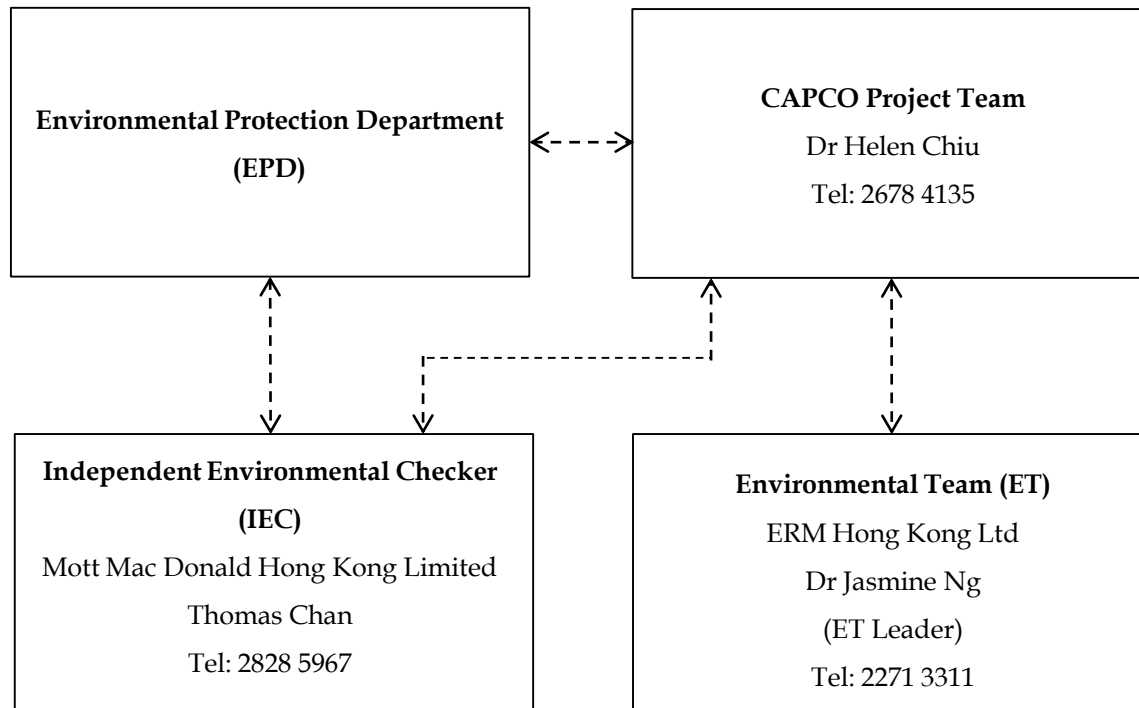 Environmental Protection Department
(EPD)
CAPCO Project Team
Dr Helen Chiu
Tel: 2678 4135
Independent Environmental Checker
(IEC)
Mott Mac Donald Hong Kong Limited
Thomas Chan
Tel: 2828 5967
Environmental Team (ET)
ERM Hong Kong Ltd
Dr Jasmine Ng
(ET Leader)
Tel: 2271 3311